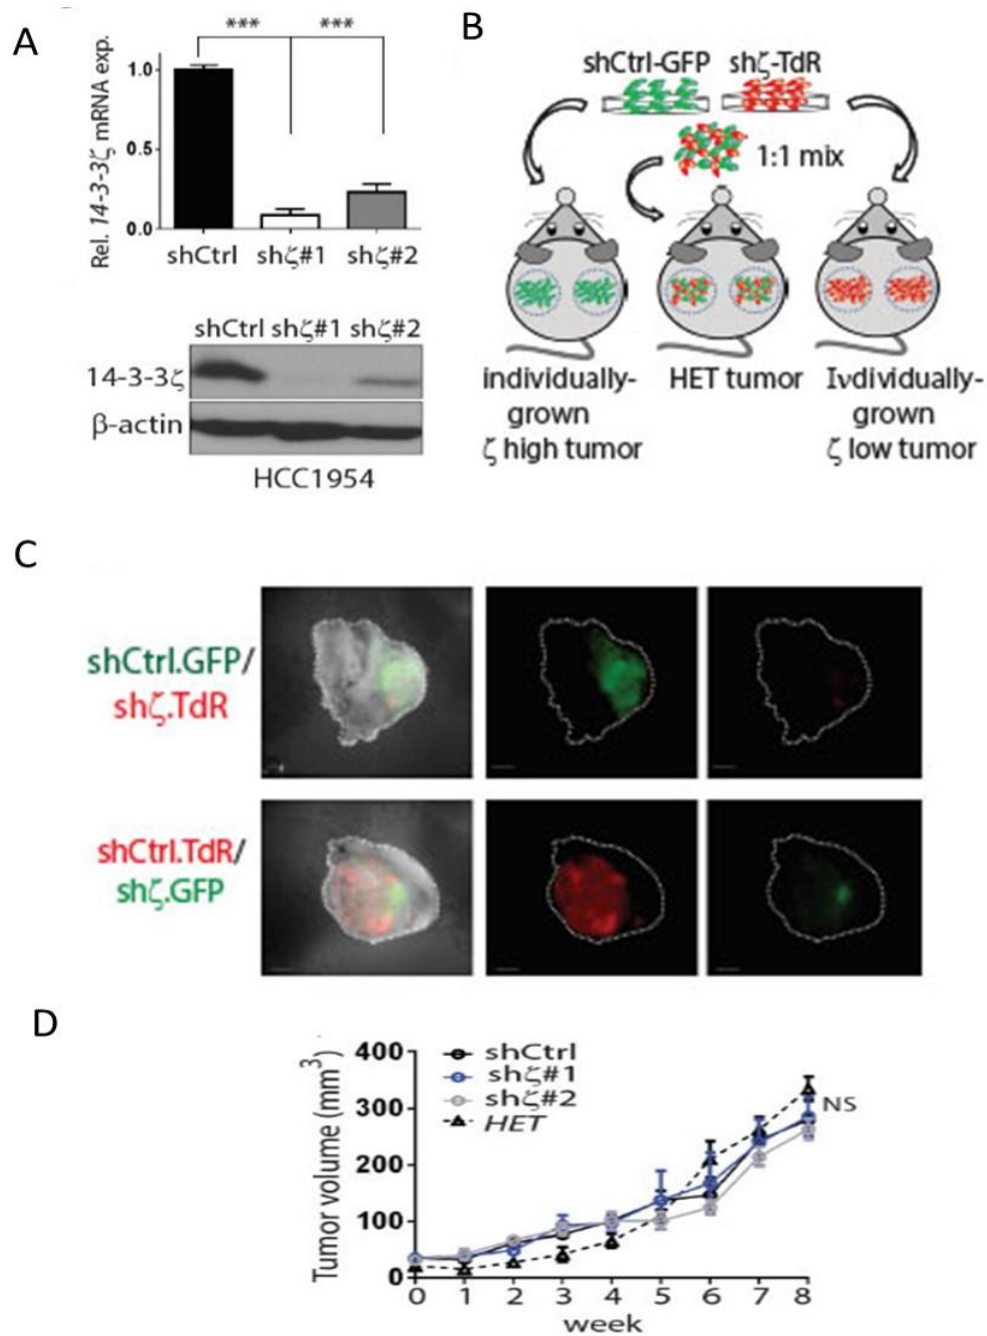 A
*** ***
Rel. 14-3-3ζ mRNA exp.
1.0
0.5
0.0
shCtrl shζ#1 shζ#2
shCtrl shζ#1 shζ#2
14-3-3ζ
β-actin
HCC1954
B
shCtrl-GFP shζ-TdR
1:1 mix
individually-
grown
ζ high tumor
HET tumor
Ivdividually-
grown
ζ low tumor
C
shCtrl.GFP/
shζ.TdR
shCtrl.TdR/
shζ.GFP
D
Tumor volume (mm3)
400
300
200
100
0
shCtrl
shζ#1
shζ#2
HET
NS
0 1 2 3 4 5 6 7 8
week